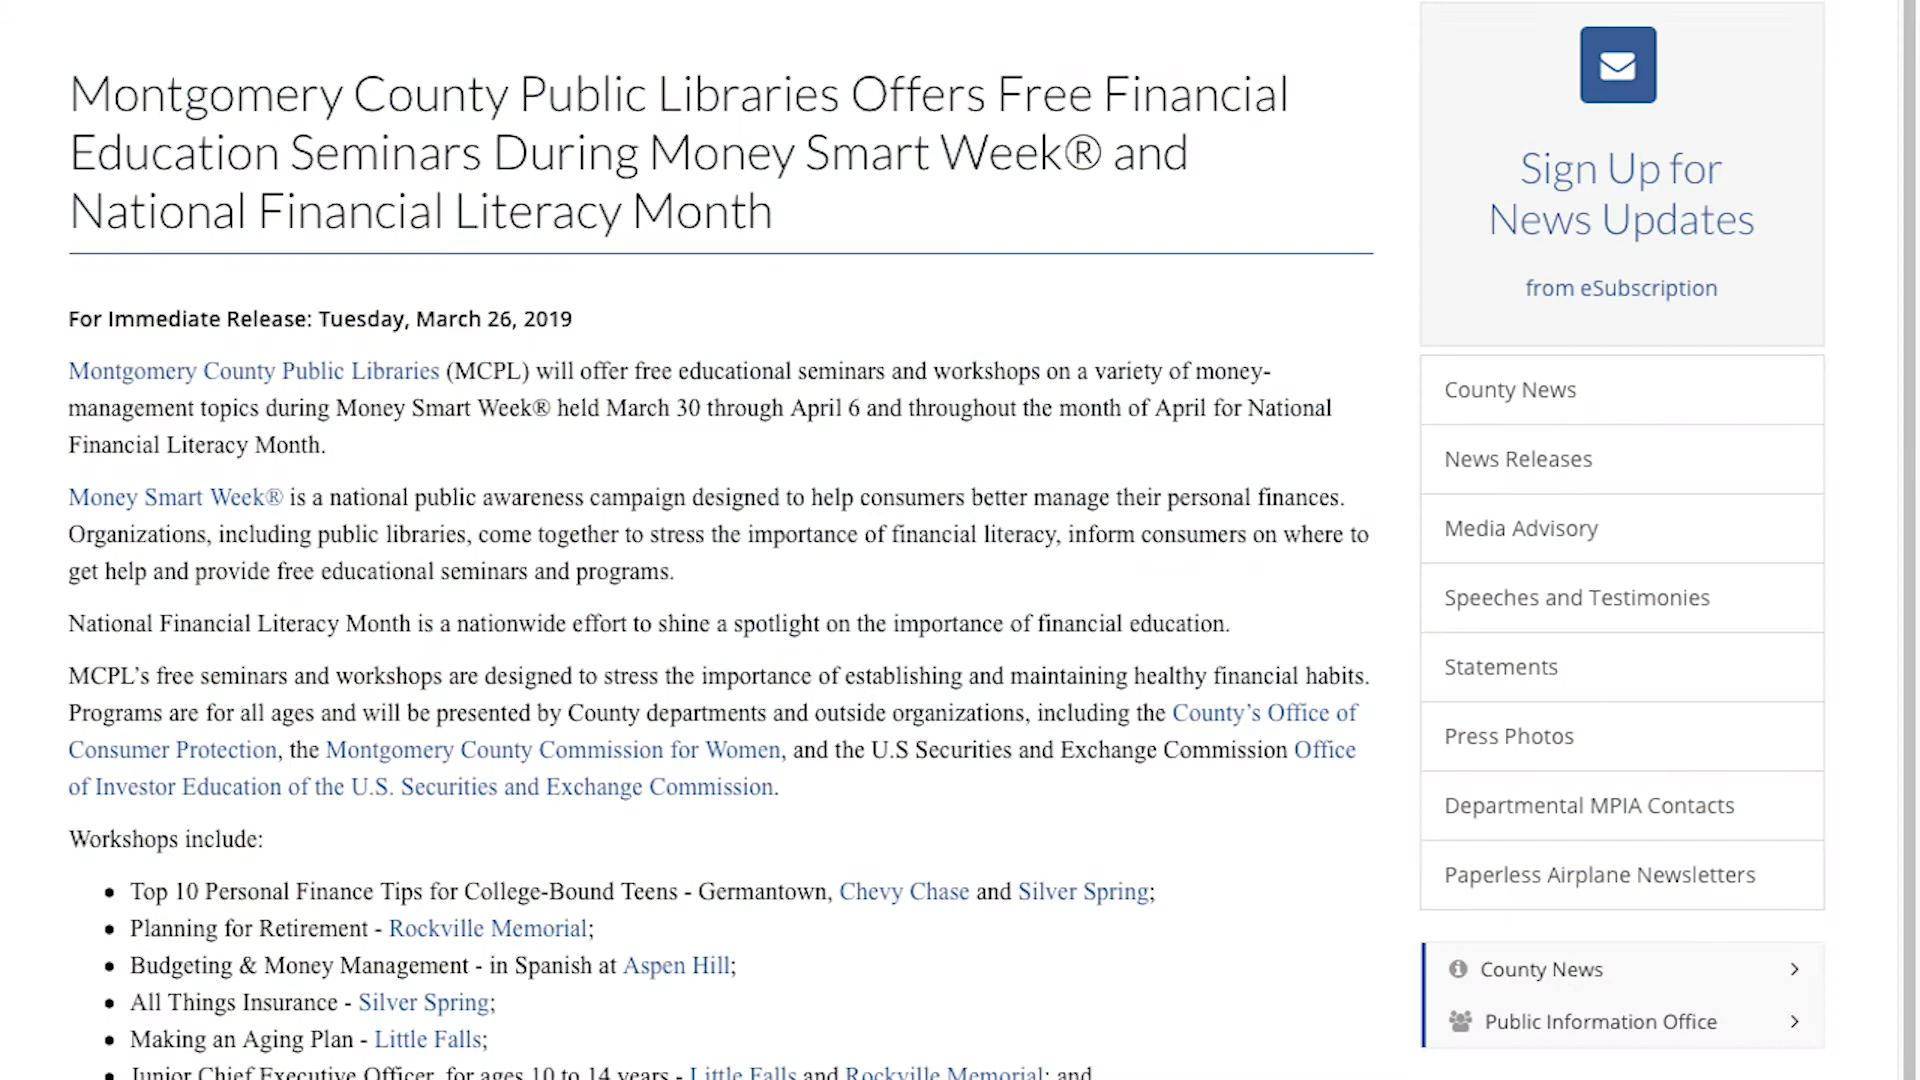 Montgomery County Public Libraries Offers Free Financial
Education Seminars During Money Smart Week® and
National Financial Literacy Month
For Immediate Release: Tuesday, March 26, 2019
Montgomery County Public Libraries (MCPL) will offer free educational seminars and workshops on a variety of money-
management topics during Money Smart Week® held March 30 through April 6 and throughout the month of April for National
Financial Literacy Month.
Money Smart Week® is a national public awareness campaign designed to help consumers better manage their personal finances.
Organizations, including public libraries, come together to stress the importance of financial literacy, inform consumers on where to
get help and provide free educational seminars and programs.
National Financial Literacy Month is a nationwide effort to shine a spotlight on the importance of financial education.
MCPL’s free seminars and workshops are designed to stress the importance of establishing and maintaining healthy financial habits.
Programs are for all ages and will be presented by County departments and outside organizations, including the County’s Office of
Consumer Protection, the Montgomery County Commission for Women, and the U.S Securities and Exchange Commission Office
of Investor Education of the U.S. Securities and Exchange Commission.
Workshops include:
• Top 10 Personal Finance Tips for College-Bound Teens - Germantown, Chevy Chase and Silver Spring;
• Planning for Retirement - Rockville Memorial;
• Budgeting & Money Management - in Spanish at Aspen Hill;
• All Things Insurance - Silver Spring;
• Making an Aging Plan - Little Falls;
• Junior Chief Executive Officer, for ages 10 to 14 years - Little Falls and Rockville Memorial; and
Sign Up for
News Updates
from eSubscription
County News
News Releases
Media Advisory
Speeches and Testimonies
Statements
Press Photos
Departmental MPIA Contacts
Paperless Airplane Newsletters
County News
Public Information Office